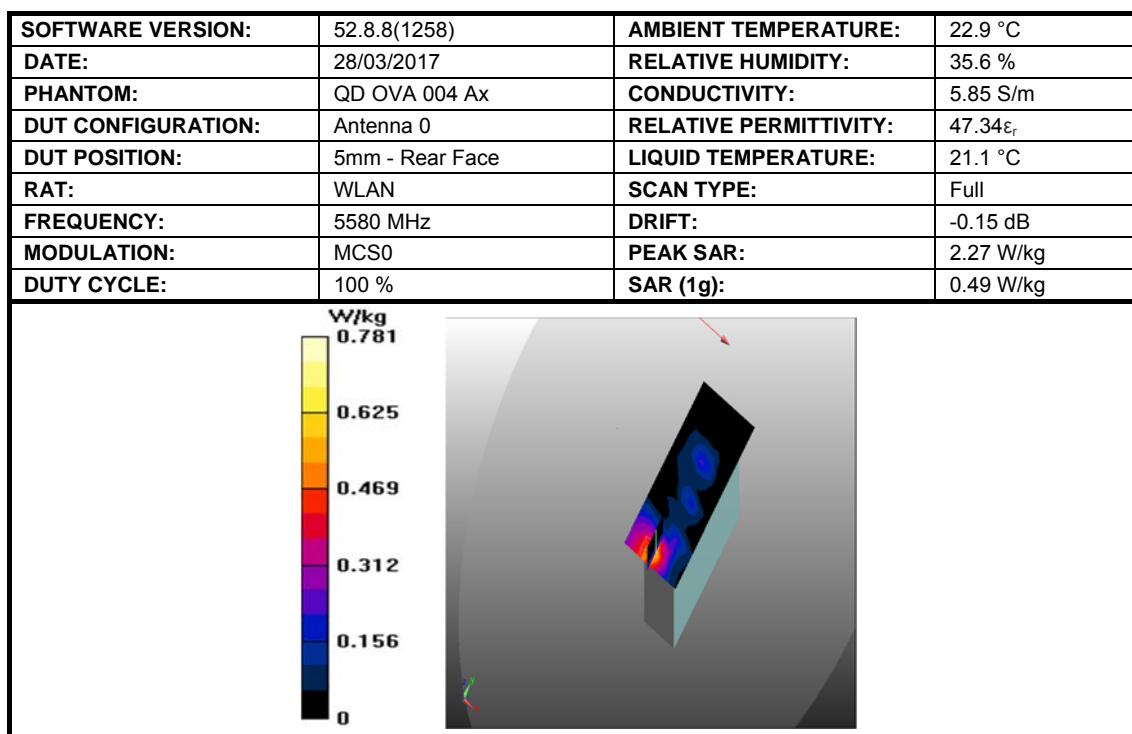 SOFTWARE VERSION: 52.8.8(1258) AMBIENT TEMPERATURE: 22.9 °C
DATE: 28/03/2017 RELATIVE HUMIDITY: 35.6 %
PHANTOM: QD OVA 004 Ax CONDUCTIVITY: 5.85 S/m
DUT CONFIGURATION: Antenna 0 RELATIVE PERMITTIVITY: 47.34εr
DUT POSITION: 5mm - Rear Face LIQUID TEMPERATURE: 21.1 °C
RAT: WLAN SCAN TYPE: Full
FREQUENCY: 5580 MHz DRIFT: -0.15 dB
MODULATION: MCS0 PEAK SAR: 2.27 W/kg
DUTY CYCLE: 100 % SAR (1g): 0.49 W/kg
W/kg
0.781
0.625
0.469
0.312
0.156
0